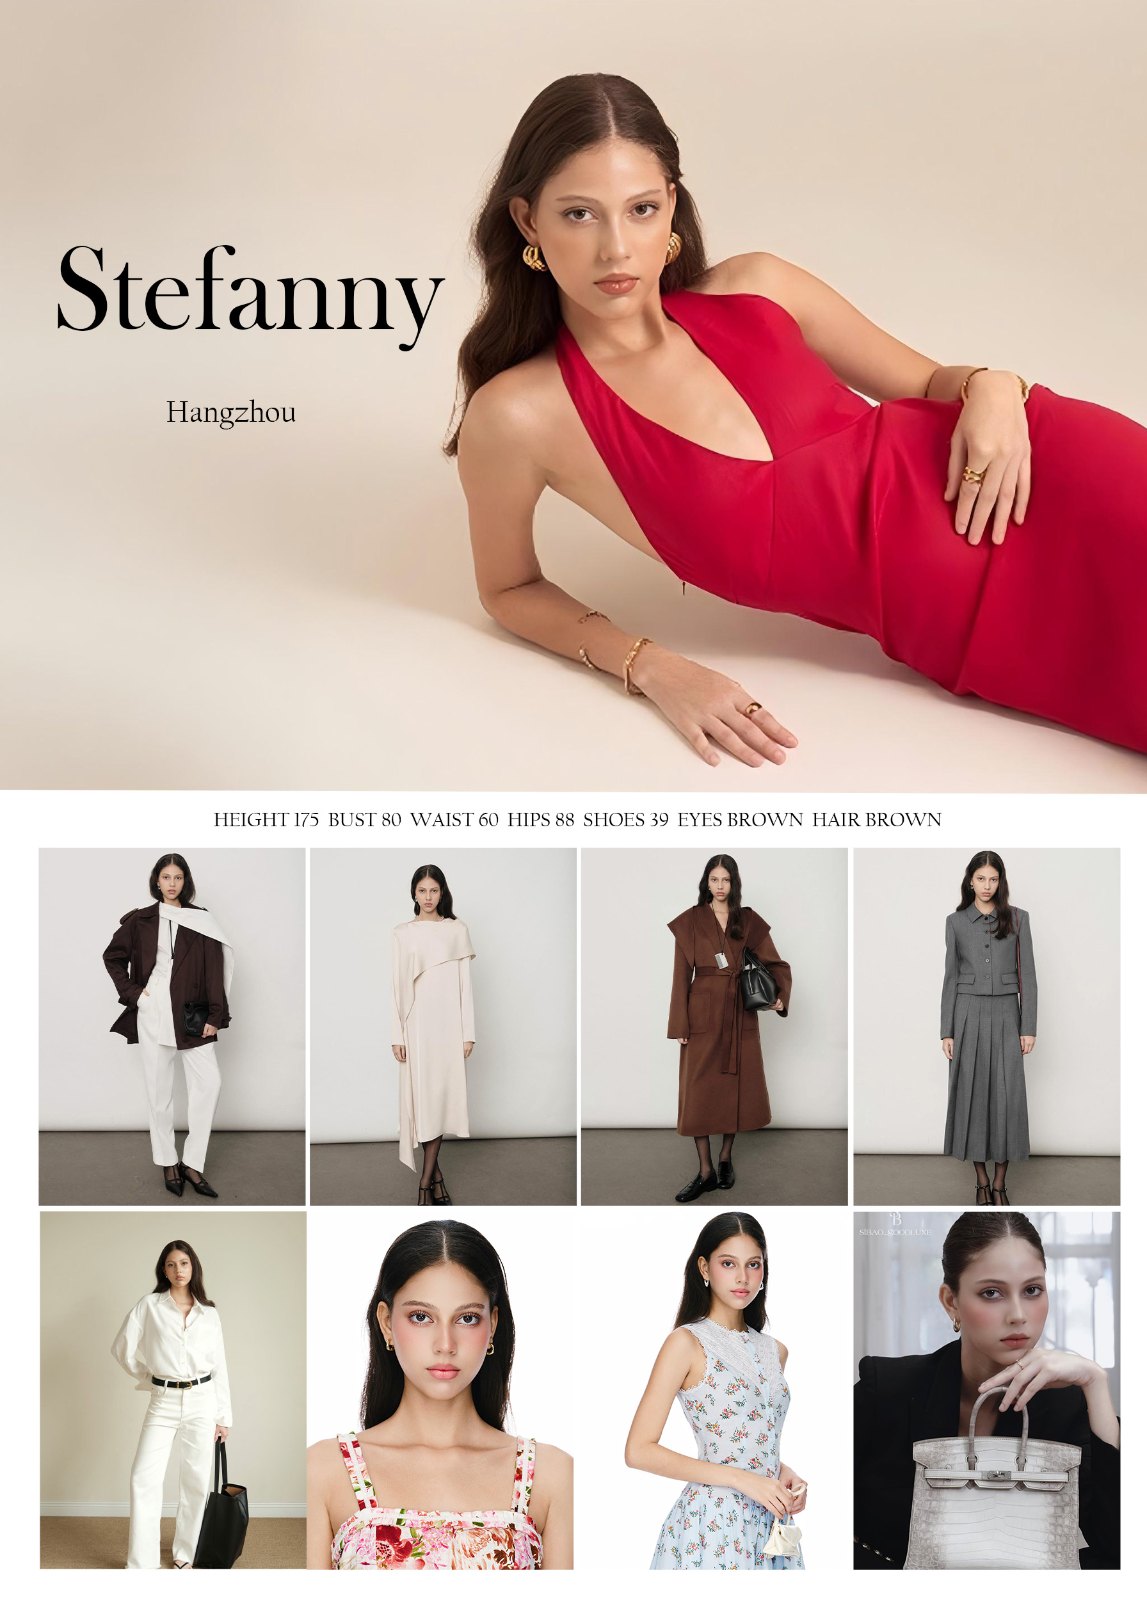 Stefanny
Hangzhou
HEIGHT 175 BUST 80 WAIST 60 HIPS 88 SHOES 39 EYES BROWN HAIR BROWN